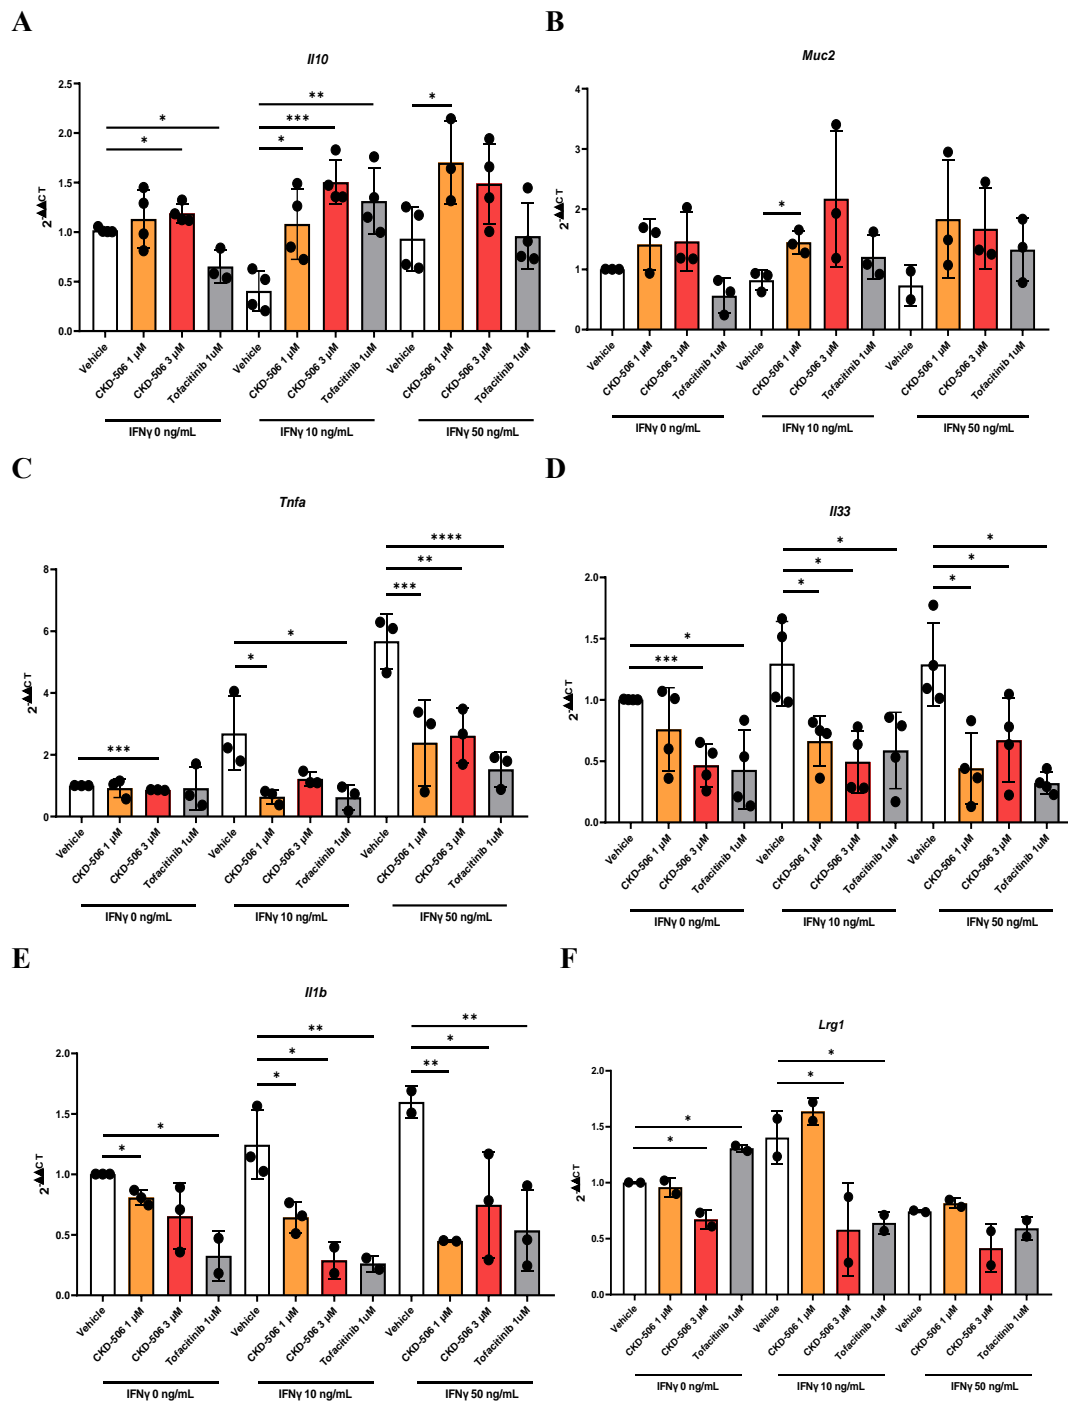 A
Il10
2-ΔΔCT
2.5
2.0
1.5
1.0
0.5
0.0
*
*
*
***
**
*
Vehicle
CKD-506 1 μM
CKD-506 3 μM
Tofacitinib 1uM
Vehicle
CKD-506 1 μM
CKD-506 3 μM
Tofacitinib 1uM
Vehicle
CKD-506 1 μM
CKD-506 3 μM
Tofacitinib 1uM
IFNγ 0 ng/mL
IFNγ 10 ng/mL
IFNγ 50 ng/mL
B
Muc2
2-ΔΔCT
4
3
2
1
0
*
Vehicle
CKD-506 1 μM
CKD-506 3 μM
Tofacitinib 1uM
Vehicle
CKD-506 1 μM
CKD-506 3 μM
Tofacitinib 1uM
Vehicle
CKD-506 1 μM
CKD-506 3 μM
Tofacitinib 1uM
IFNγ 0 ng/mL
IFNγ 10 ng/mL
IFNγ 50 ng/mL
C
Tnfa
2-ΔΔCT
8
6
4
2
0
***
*
*
****
**
***
Vehicle
CKD-506 1 μM
CKD-506 3 μM
Tofacitinib 1uM
Vehicle
CKD-506 1 μM
CKD-506 3 μM
Tofacitinib 1uM
Vehicle
CKD-506 1 μM
CKD-506 3 μM
Tofacitinib 1uM
IFNγ 0 ng/mL
IFNγ 10 ng/mL
IFNγ 50 ng/mL
D
Il33
2-ΔΔCT
2.0
1.5
1.0
0.5
0.0
*
***
*
*
*
*
*
*
Vehicle
CKD-506 1 μM
CKD-506 3 μM
Tofacitinib 1uM
Vehicle
CKD-506 1 μM
CKD-506 3 μM
Tofacitinib 1uM
Vehicle
CKD-506 1 μM
CKD-506 3 μM
Tofacitinib 1uM
IFNγ 0 ng/mL
IFNγ 10 ng/mL
IFNγ 50 ng/mL
E
Il1b
2-ΔΔCT
2.0
1.5
1.0
0.5
0.0
*
*
**
*
*
**
*
**
Vehicle
CKD-506 1 μM
CKD-506 3 μM
Tofacitinib 1uM
Vehicle
CKD-506 1 μM
CKD-506 3 μM
Tofacitinib 1uM
Vehicle
CKD-506 1 μM
CKD-506 3 μM
Tofacitinib 1uM
IFNγ 0 ng/mL
IFNγ 10 ng/mL
IFNγ 50 ng/mL
F
Lrg1
2-ΔΔCT
2.0
1.5
1.0
0.5
0.0
*
*
*
*
Vehicle
CKD-506 1 μM
CKD-506 3 μM
Tofacitinib 1uM
Vehicle
CKD-506 1 μM
CKD-506 3 μM
Tofacitinib 1uM
Vehicle
CKD-506 1 μM
CKD-506 3 μM
Tofacitinib 1uM
IFNγ 0 ng/mL
IFNγ 10 ng/mL
IFNγ 50 ng/mL